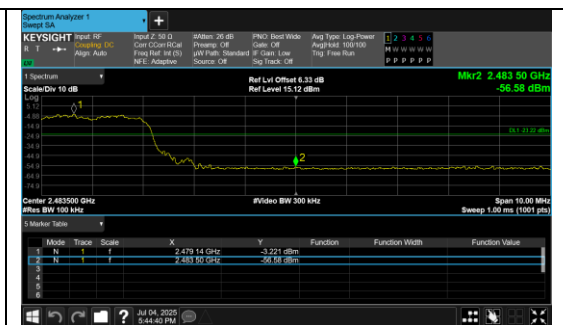 Spectrum Analyzer 1
Swept SA
+
KEYSIGHT Input: RF Input Z: 50 Ω #Atten: 26 dB PNO: Best Wide Avg Type: Log-Power 1 2 3 4 5 6
R T Coupling: DC Corr CCorr RCal Preamp: Off Gate: Off Avg|Hold: 100/100 M W W W W W
Align: Auto Freq Ref: Int (S) µW Path: Standard IF Gain: Low Trig: Free Run P P P P P P
NFE: Adaptive Source: Off Sig Track: Off
1 Spectrum Ref Lvl Offset 6.33 dB Mkr2 2.483 50 GHz
Scale/Div 10 dB Ref Level 15.12 dBm -56.58 dBm
Log
5.12
1
-4.88
-14.9
DL1 -23.22 dBm
-24.9
-34.9
-44.9
2
-54.9
-64.9
-74.9
Center 2.483500 GHz #Video BW 300 kHz Span 10.00 MHz
#Res BW 100 kHz Sweep 1.00 ms (1001 pts)
5 Marker Table
Mode Trace Scale X Y Function Function Width Function Value
1 N 1 f 2.479 14 GHz -3.221 dBm
2 N 1 f 2.483 50 GHz -56.58 dBm
3
4
5
6
? Jul 04, 2025
5:44:40 PM